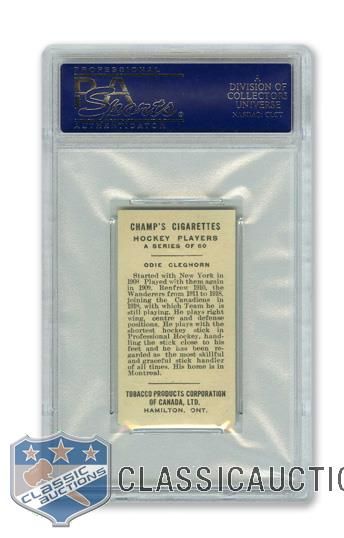 PROFESSIONAL
PSA
Sports
AUTHENTICATOR
A
DIVISION OF
COLLECTORS
UNIVERSE
NASDAQ: CLCT
CHAMP'S CIGARETTES
HOCKEY PLAYERS
A SERIES OF 60
ODIE CLEGHORN
Started with New York in
1908 Played with them again
in 1909, Renfrew 1910, the
Wanderers from 1911 to 1918,
joining the Canadiens in
1918, with which Team he is
still playing. He plays right
wing, centre and defense
positions. He plays with the
shortest hockey stick in
Professional Hockey, hand-
ling the stick close to his
feet and he has been re-
garded as the most skillful
and graceful stick handler
of all times. His home is in
Montreal.
TOBACCO PRODUCTS CORPORATION
OF CANADA, LTD.
HAMILTON, ONT.
CLASSIC
AUCTIONS
CLASSICAUCTIO